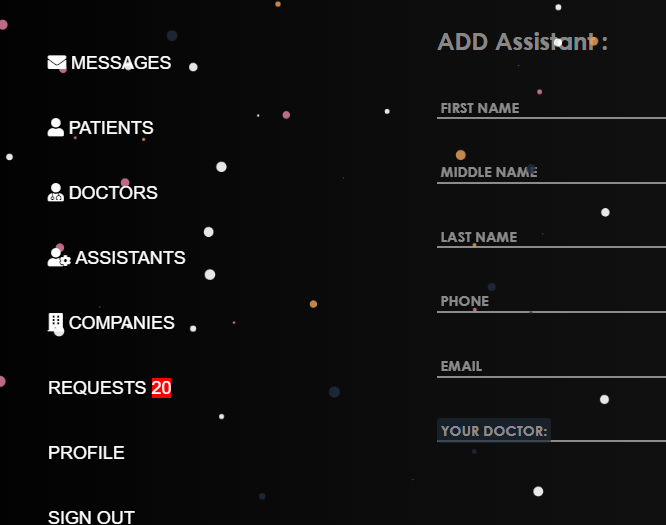 MESSAGES
PATIENTS
DOCTORS
ASSISTANTS
COMPANIES
REQUESTS 20
PROFILE
SIGN OUT
ADD Assistant :
FIRST NAME
MIDDLE NAME
LAST NAME
PHONE
EMAIL
YOUR DOCTOR: